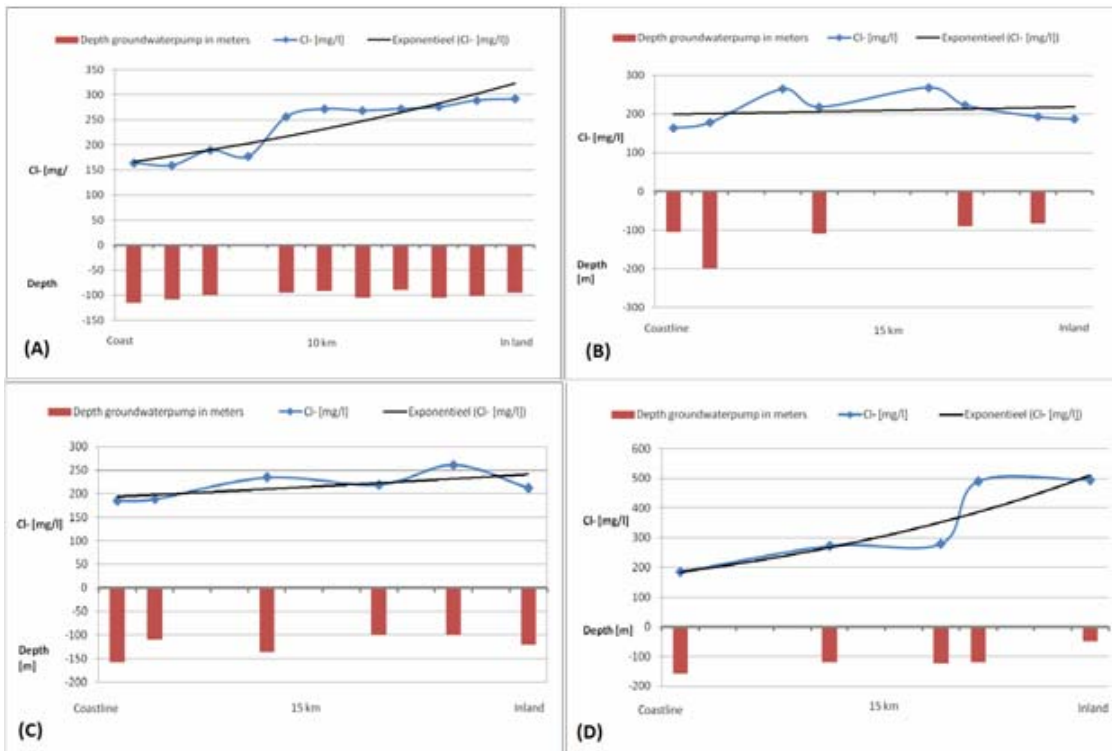 Depth groundwaterpump in meters Cl- [mg/l] Exponentieel (Cl- [mg/l])
350
300
250
200
150
100
50
0
-50
-100
-150
Cl- [mg/
Depth
Coast 10 km In land
(A)
Depth groundwaterpump in meters Cl- [mg/l] Exponentieel (Cl- [mg/l])
300
200
100
0
-100
-200
-300
Cl- [mg/l]
Depth
[m]
Coastline 15 km Inland
(B)
Depth groundwaterpump in meters Cl- [mg/l] Exponentieel (Cl- [mg/l])
300
250
200
150
100
50
0
-50
-100
-150
-200
Cl- [mg/l]
Depth
[m]
Coastline 15 km Inland
(C)
Depth groundwaterpump in meters Cl- [mg/l] Exponentieel (Cl- [mg/l])
600
500
400
300
200
100
0
-100
-200
Cl- [mg/l]
Depth [m]
Coastline 15 km Inland
(D)